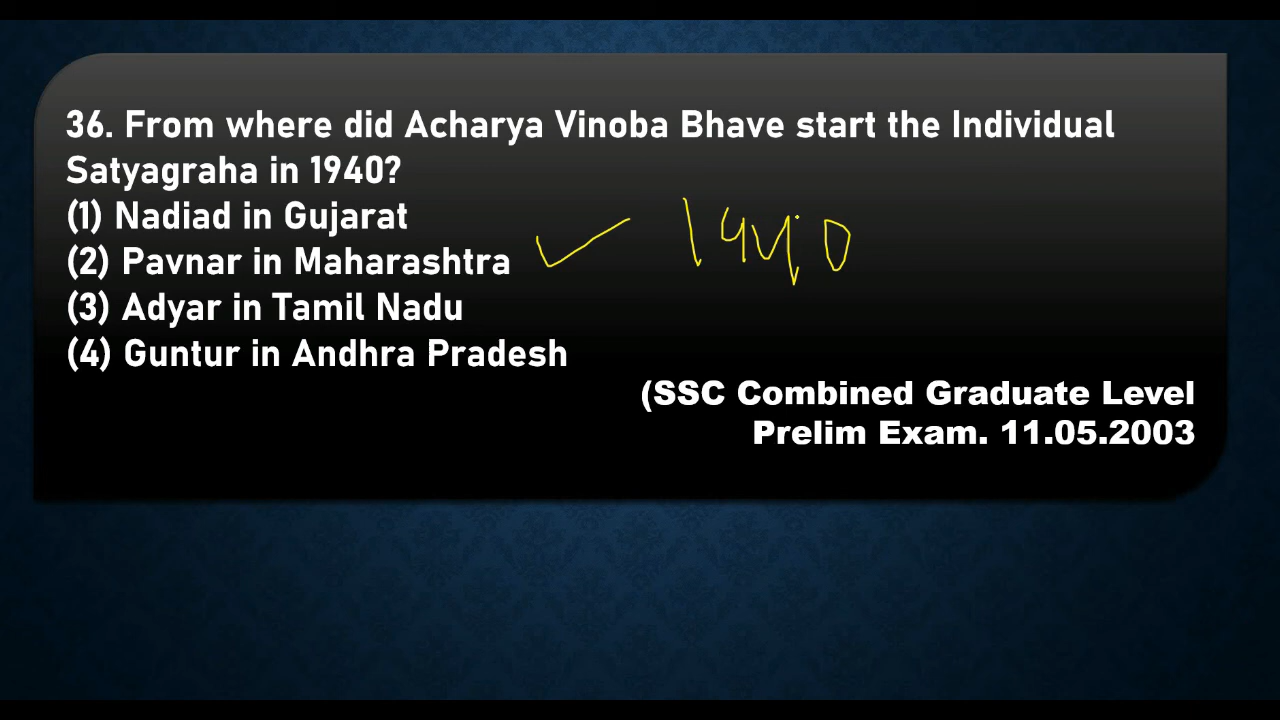 36. From where did Acharya Vinoba Bhave start the Individual
Satyagraha in 1940?
(1) Nadiad in Gujarat
(2) Pavnar in Maharashtra
1940
(3) Adyar in Tamil Nadu
(4) Guntur in Andhra Pradesh
(SSC Combined Graduate Level
Prelim Exam. 11.05.2003